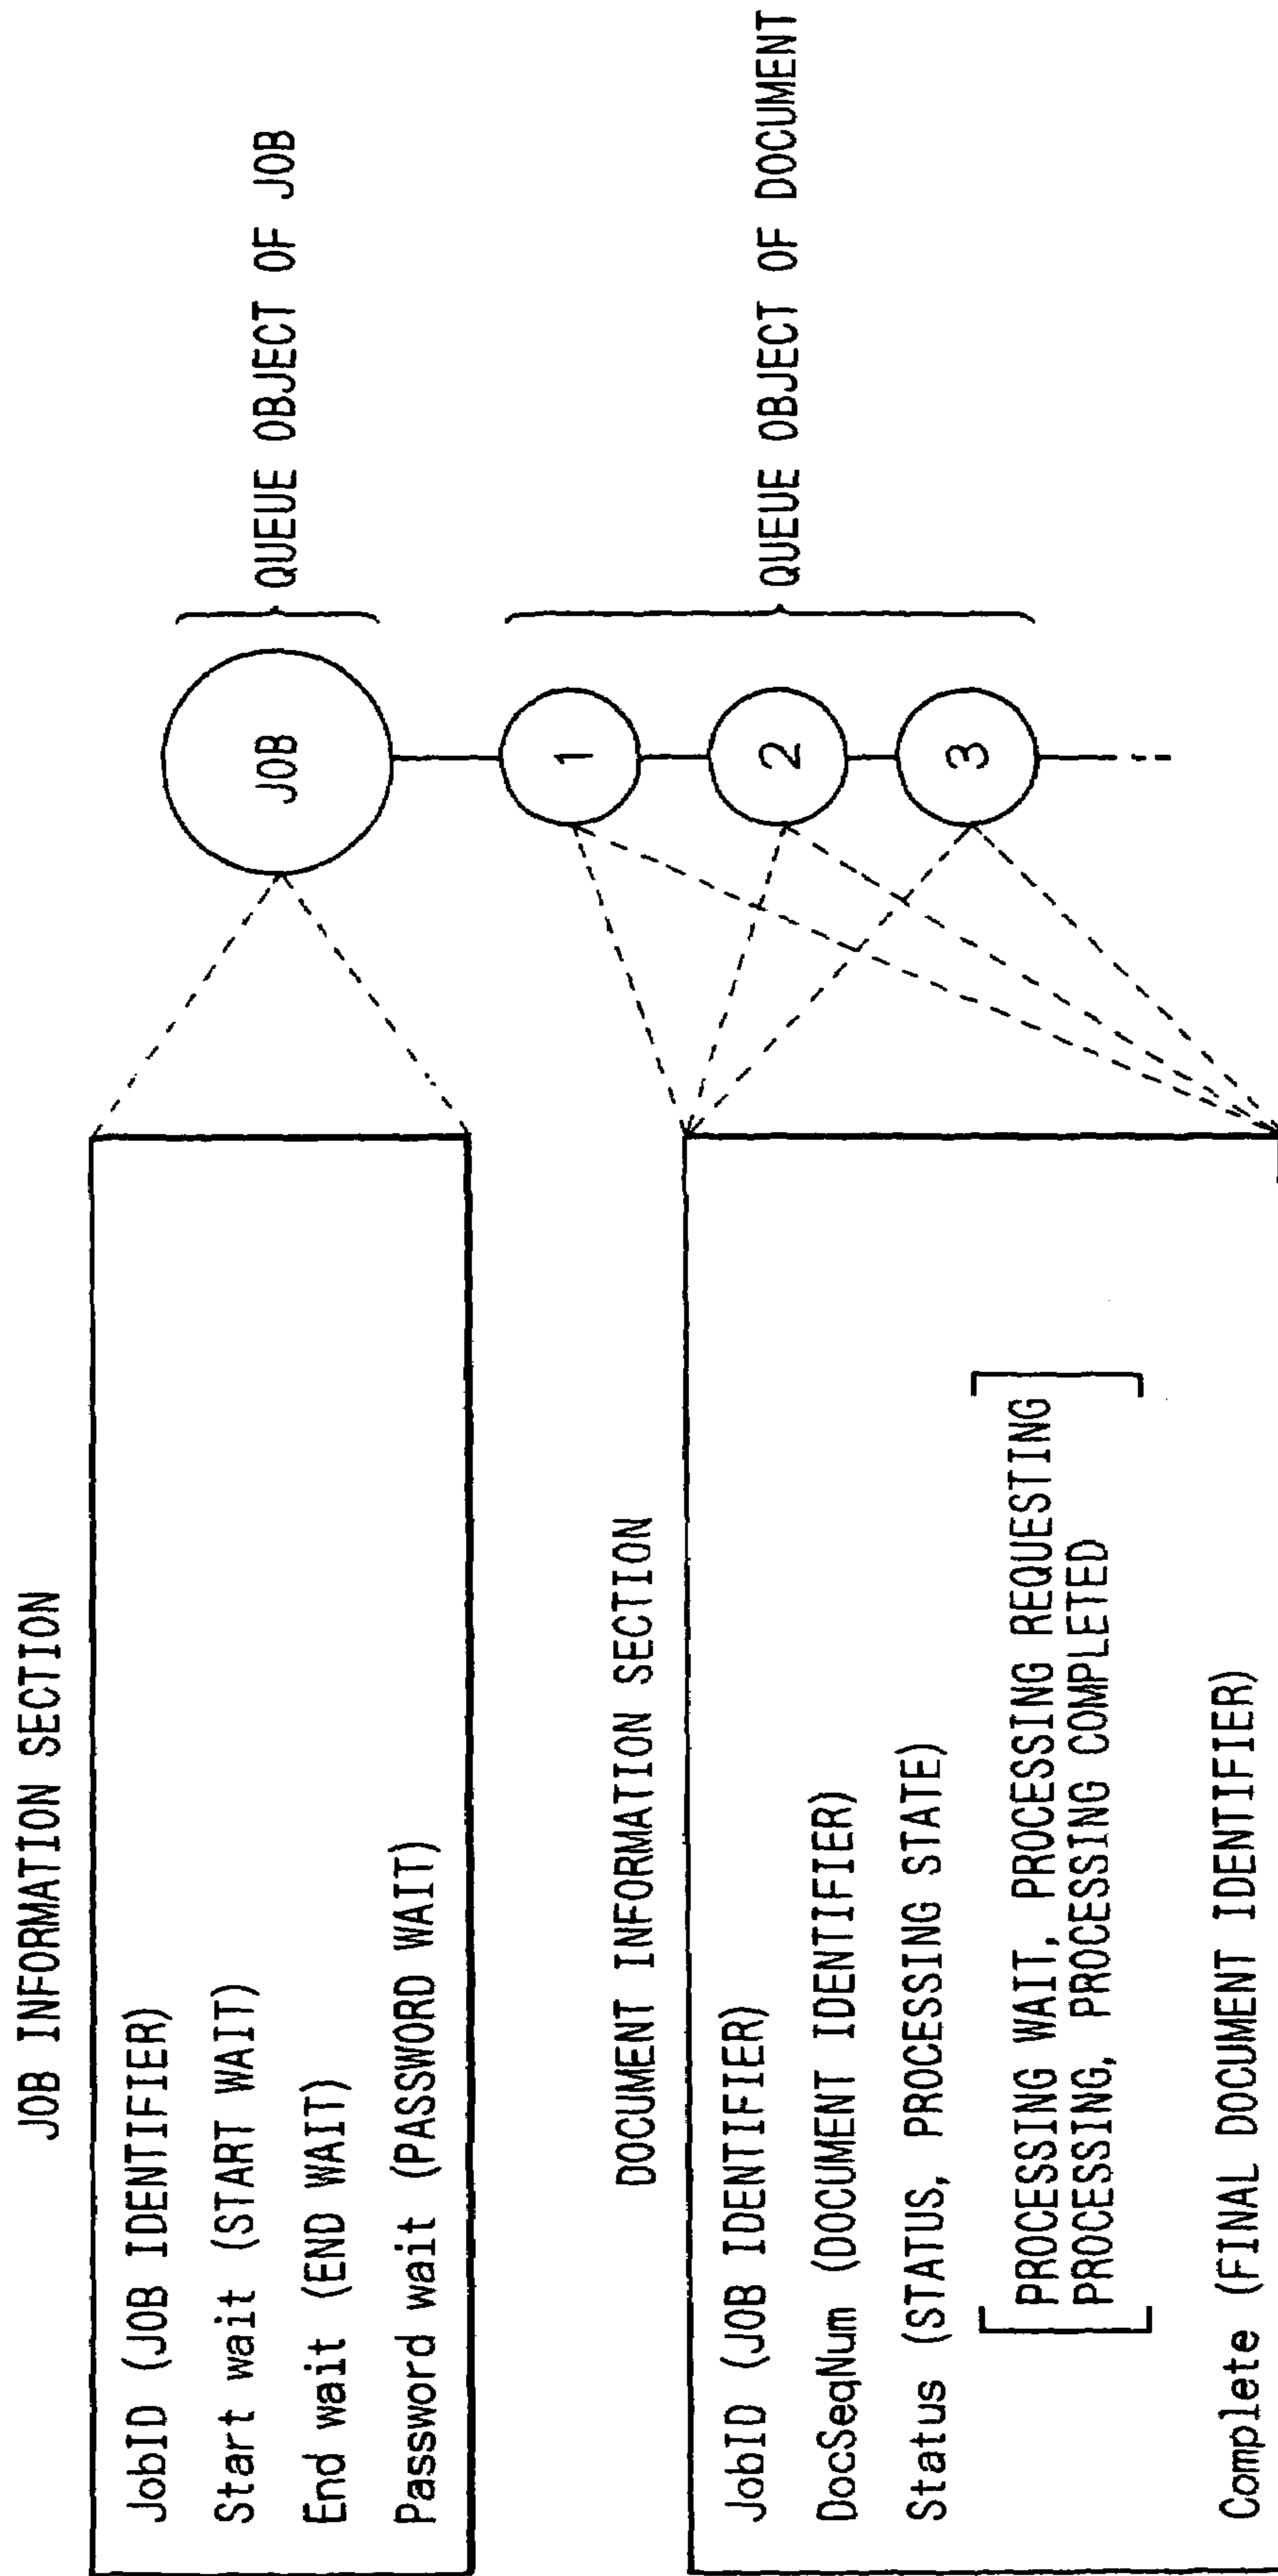 JOB INFORMATION SECTION
JobID (JOB IDENTIFIER)
Start wait (START WAIT)
End wait (END WAIT)
Password wait (PASSWORD WAIT)
JOB
QUEUE OBJECT OF JOB
DOCUMENT INFORMATION SECTION
JobID (JOB IDENTIFIER)
DocSeqNum (DOCUMENT IDENTIFIER)
Status (STATUS, PROCESSING STATE)
[PROCESSING WAIT, PROCESSING REQUESTING
PROCESSING, PROCESSING COMPLETED]
Complete (FINAL DOCUMENT IDENTIFIER)
1
2
3
QUEUE OBJECT OF DOCUMENT